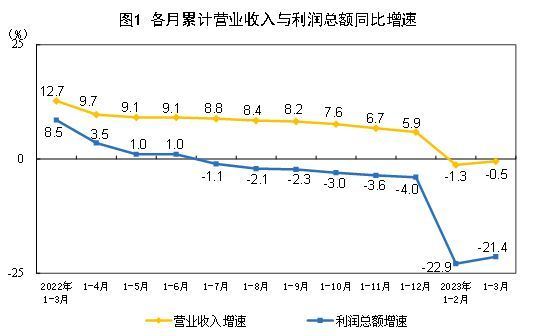 图1 各月累计营业收入与利润总额同比增速
(%)
25
12.7 9.7 9.1 9.1 8.8 8.4 8.2 7.6 6.7 5.9
8.5 3.5 1.0 1.0
0
-1.1 -2.1 -2.3 -3.0 -3.6 -4.0 -1.3 -0.5
-22.9 -21.4
-25
2022年 1-4月 1-5月 1-6月 1-7月 1-8月 1-9月 1-10月 1-11月 1-12月 2023年 1-3月
1-3月 1-2月
营业收入增速 利润总额增速